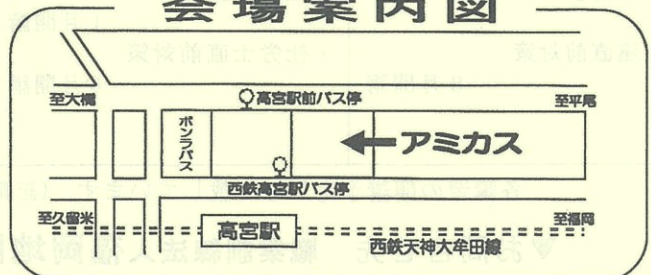 会場案内図
至大橋
高宮駅前バス停
至平尾
ボンラパス
アミカス
西鉄高宮駅バス停
至久留米
高宮駅
至福岡
西鉄天神大牟田線